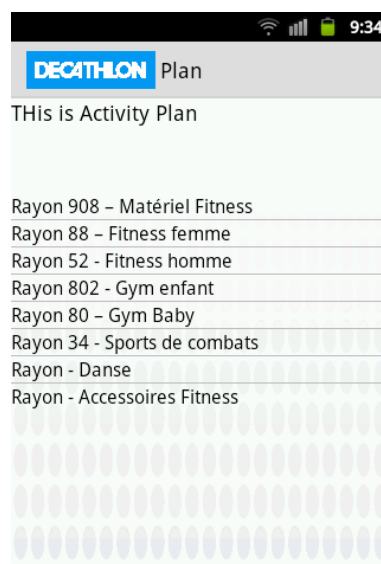 9:34
DECATHLON Plan
THis is Activity Plan
Rayon 908 – Matériel Fitness
Rayon 88 – Fitness femme
Rayon 52 - Fitness homme
Rayon 802 - Gym enfant
Rayon 80 – Gym Baby
Rayon 34 - Sports de combats
Rayon - Danse
Rayon - Accessoires Fitness